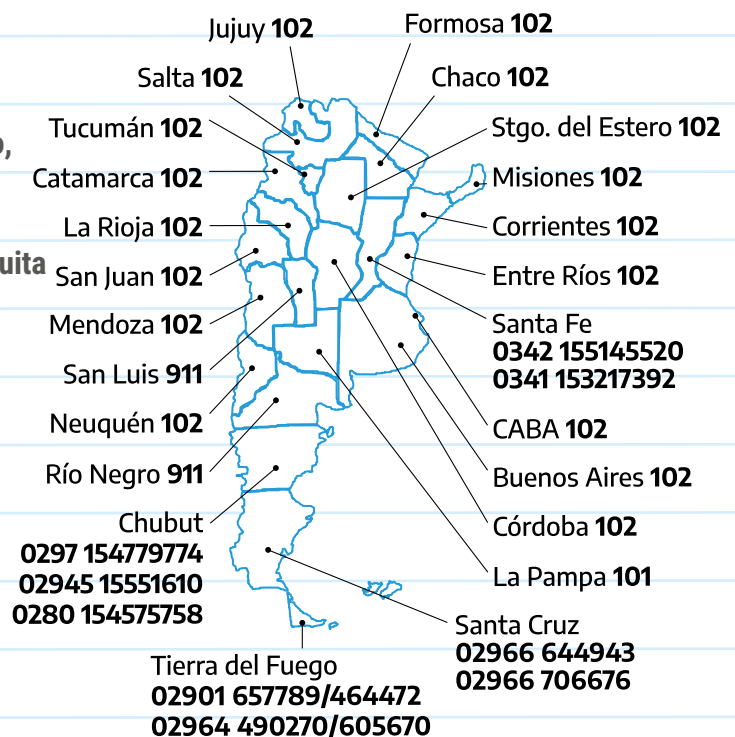 Jujuy 102
Formosa 102
Salta 102
Chaco 102
Tucumán 102
Stgo. del Estero 102
Catamarca 102
Misiones 102
La Rioja 102
Corrientes 102
uita
San Juan 102
Entre Ríos 102
Mendoza 102
Santa Fe
0342 155145520
0341 153217392
San Luis 911
Neuquén 102
CABA 102
Río Negro 911
Buenos Aires 102
Chubut
0297 154779774
02945 15551610
0280 154575758
Córdoba 102
La Pampa 101
Santa Cruz
02966 644943
02966 706676
Tierra del Fuego
02901 657789/464472
02964 490270/605670